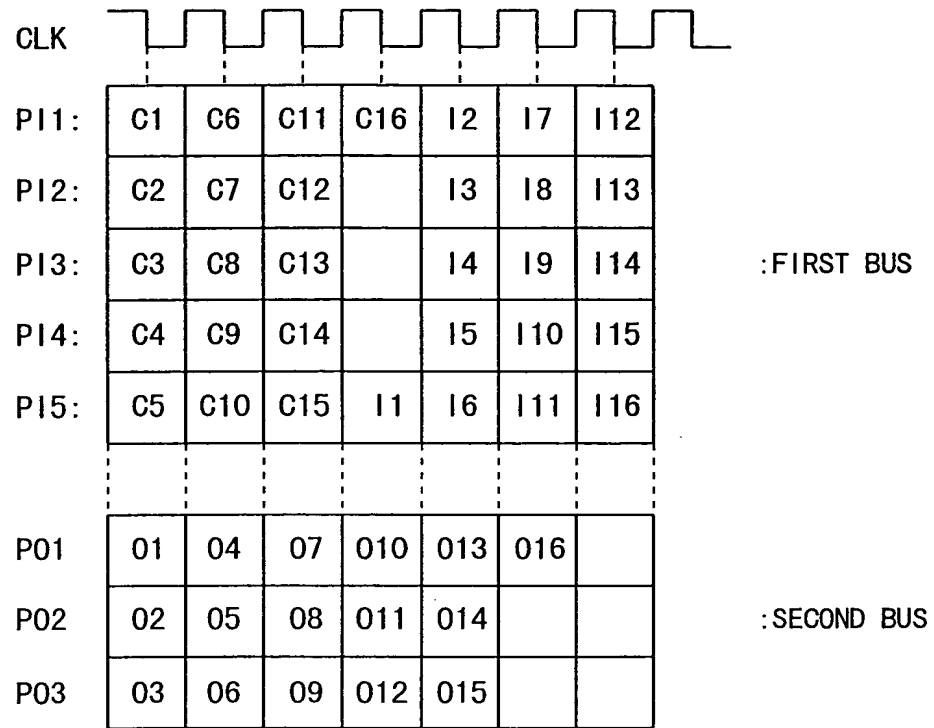 CLK
PI1: C1 C6 C11 C16 I2 I7 I12
PI2: C2 C7 C12 I3 I8 I13
PI3: C3 C8 C13 I4 I9 I14 :FIRST BUS
PI4: C4 C9 C14 I5 I10 I15
PI5: C5 C10 C15 I1 I6 I11 I16
PO1 O1 O4 O7 O10 O13 O16
PO2 O2 O5 O8 O11 O14 :SECOND BUS
PO3 O3 O6 O9 O12 O15